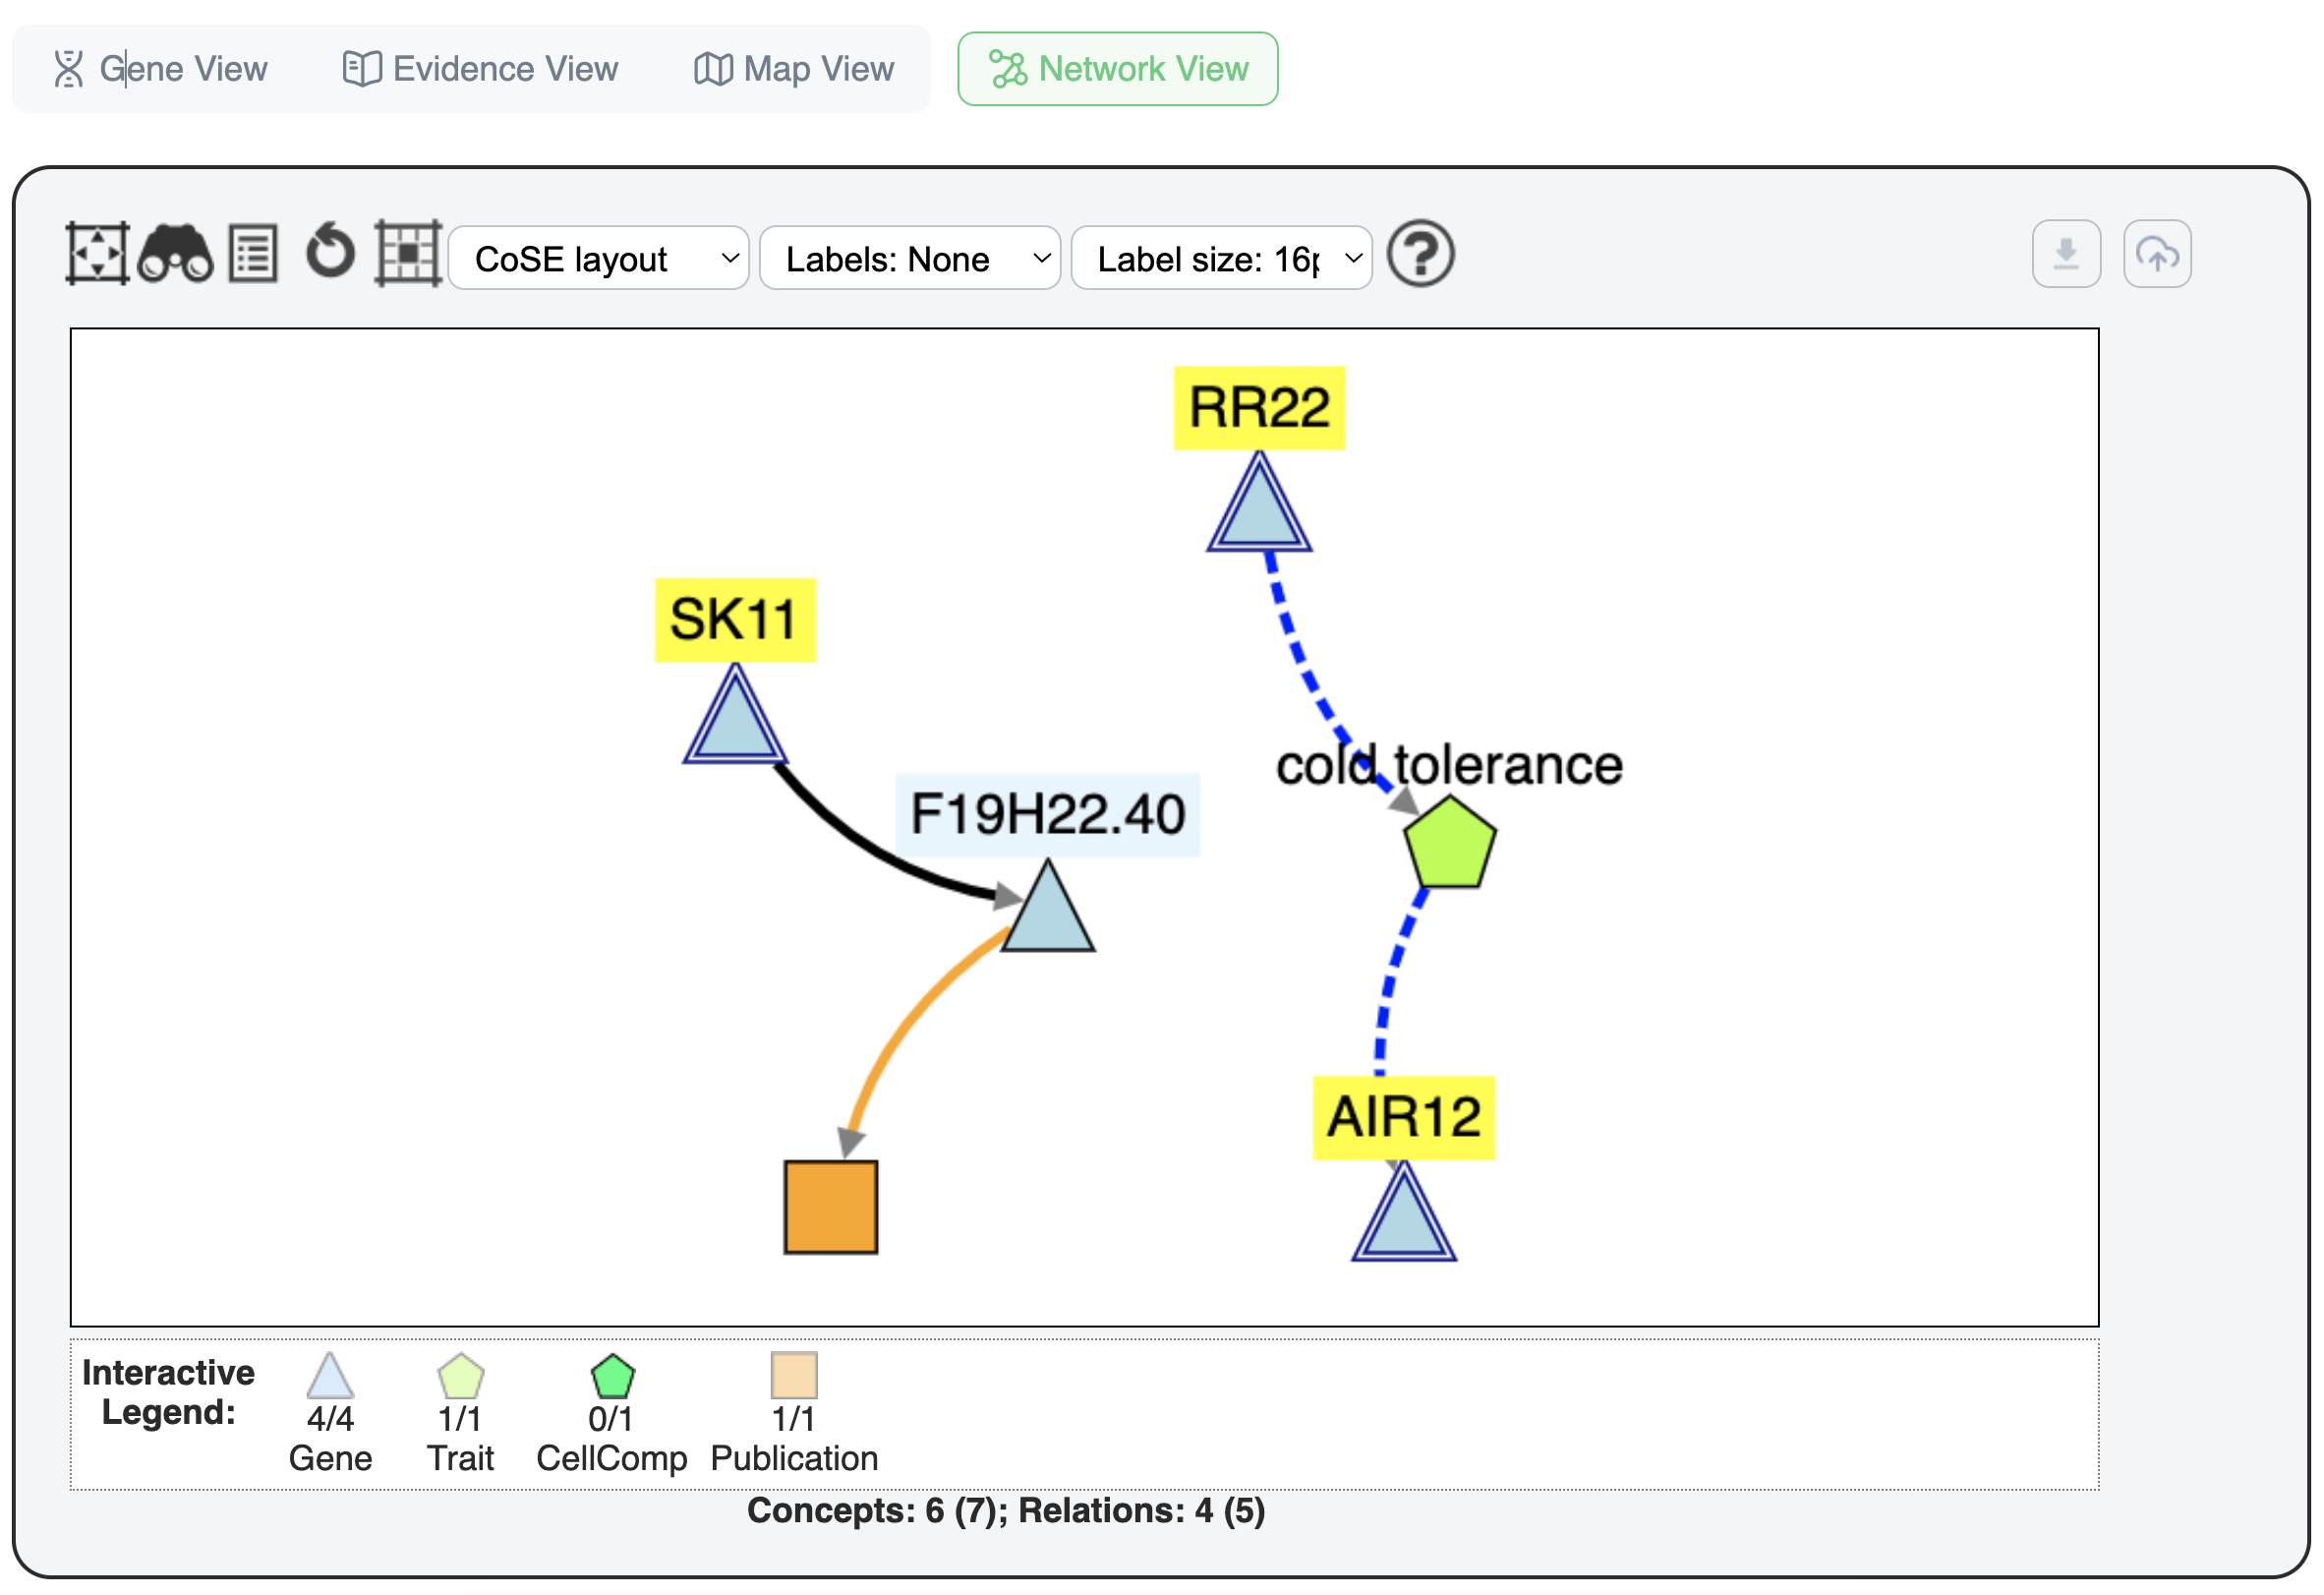 Gene View
Evidence View
Map View
Network View
CoSE layout
Labels: None
Label size: 16p
?
RR22
SK11
cold tolerance
F19H22.40
AIR12
Interactive
Legend:
4/4
Gene
1/1
Trait
0/1
CellComp
1/1
Publication
Concepts: 6 (7); Relations: 4 (5)